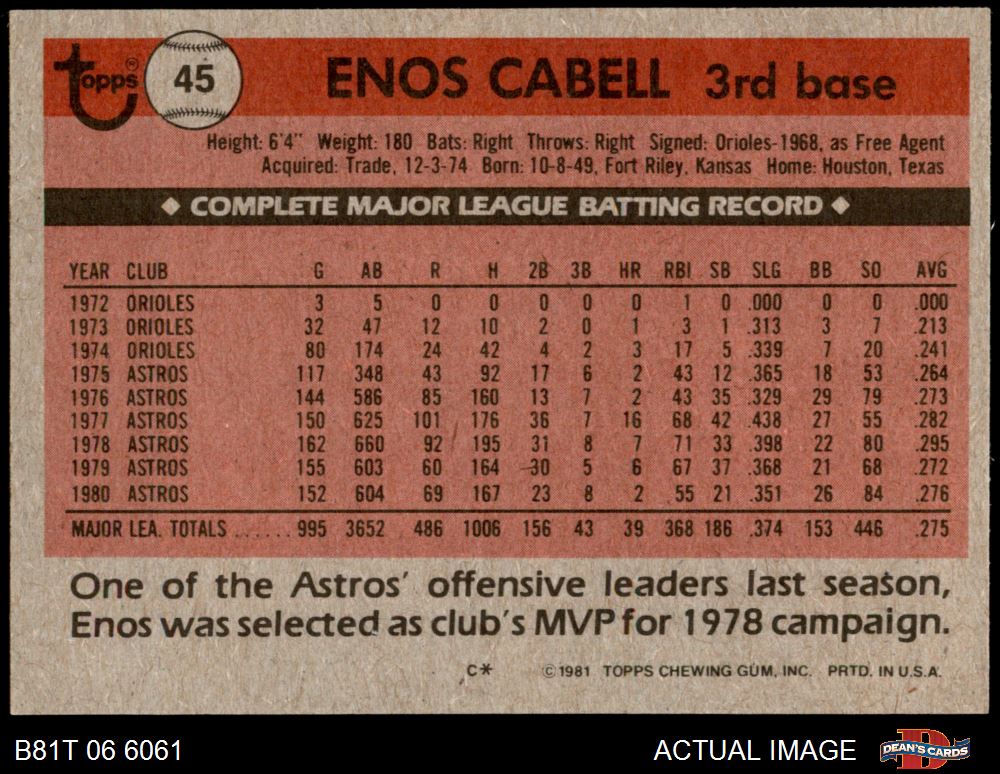 topps® 45 ENOS CABELL 3rd base
Height: 6'4" Weight: 180 Bats: Right Throws: Right Signed: Orioles-1968, as Free Agent
Acquired: Trade, 12-3-74 Born: 10-8-49, Fort Riley, Kansas Home: Houston, Texas
◆ COMPLETE MAJOR LEAGUE BATTING RECORD ◆
YEAR CLUB G AB R H 2B 3B HR RBI SB SLG BB SO AVG
1972 ORIOLES 3 5 0 0 0 0 0 1 0 .000 0 0 .000
1973 ORIOLES 32 47 12 10 2 0 1 3 1 .313 3 7 .213
1974 ORIOLES 80 174 24 42 4 2 3 17 5 .339 7 20 .241
1975 ASTROS 117 348 43 92 17 6 2 43 12 .365 18 53 .264
1976 ASTROS 144 586 85 160 13 7 2 43 35 .329 29 79 .273
1977 ASTROS 150 625 101 176 36 7 16 68 42 .438 27 55 .282
1978 ASTROS 162 660 92 195 31 8 7 71 33 .398 22 80 .295
1979 ASTROS 155 603 60 164 30 5 6 67 37 .368 21 68 .272
1980 ASTROS 152 604 69 167 23 8 2 55 21 .351 26 84 .276
MAJOR LEA. TOTALS ...... 995 3652 486 1006 156 43 39 368 186 .374 153 446 .275
One of the Astros' offensive leaders last season,
Enos was selected as club's MVP for 1978 campaign.
C* © 1981 TOPPS CHEWING GUM, INC. PRTD. IN U.S.A.
B81T 06 6061 ACTUAL IMAGE DEAN'S CARDS